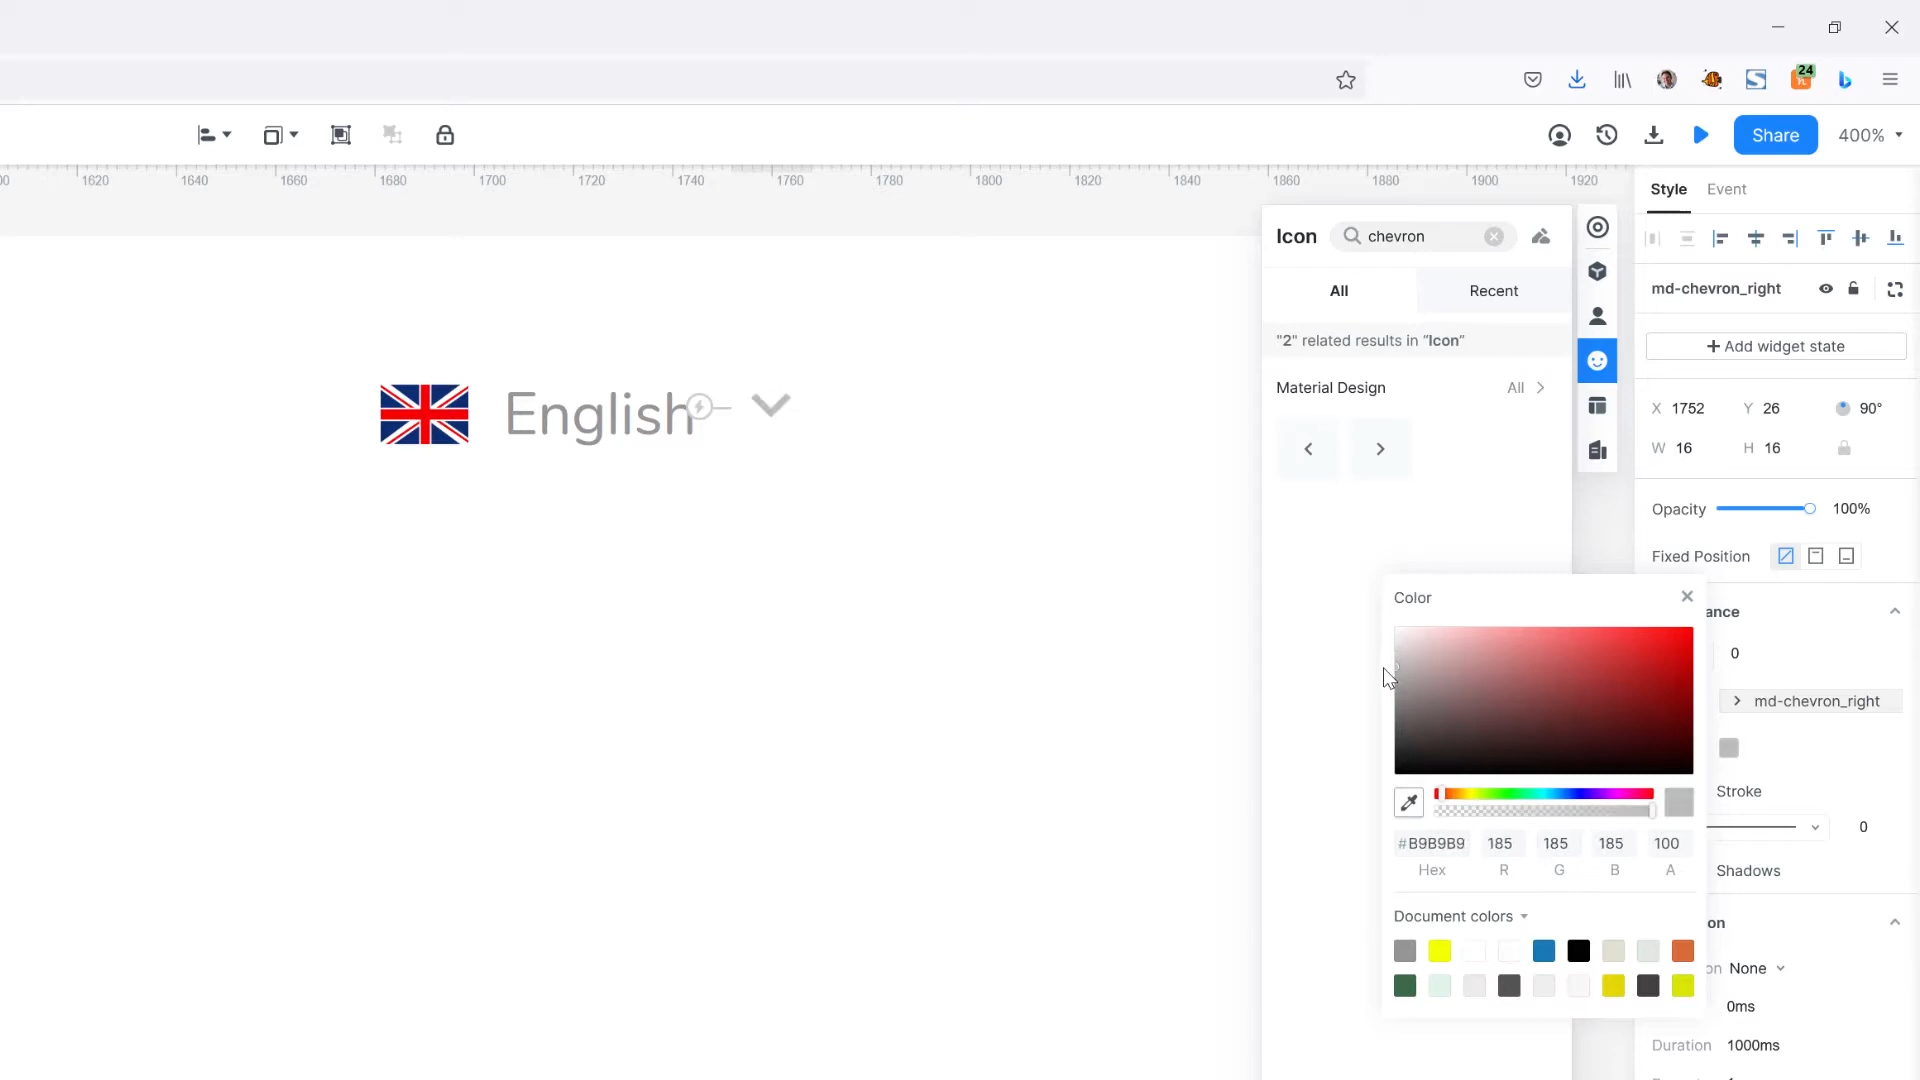 24
Share
400%
00
1620
1640
1660
1680
1700
1720
1740
1760
1780
1800
1820
1840
1860
1880
1900
1920
Style
Event
Icon
chevron
All
Recent
"2" related results in “Icon”
Material Design
All
English
md-chevron_right
Add widget state
X 1752
Y 26
90°
W 16
H 16
Opacity
100%
Fixed Position
Color
ance
0
md-chevron_right
Stroke
0
#B9B9B9
185
185
185
100
Hex
R
G
B
A
Shadows
Document colors
on
on None
0ms
Duration 1000ms